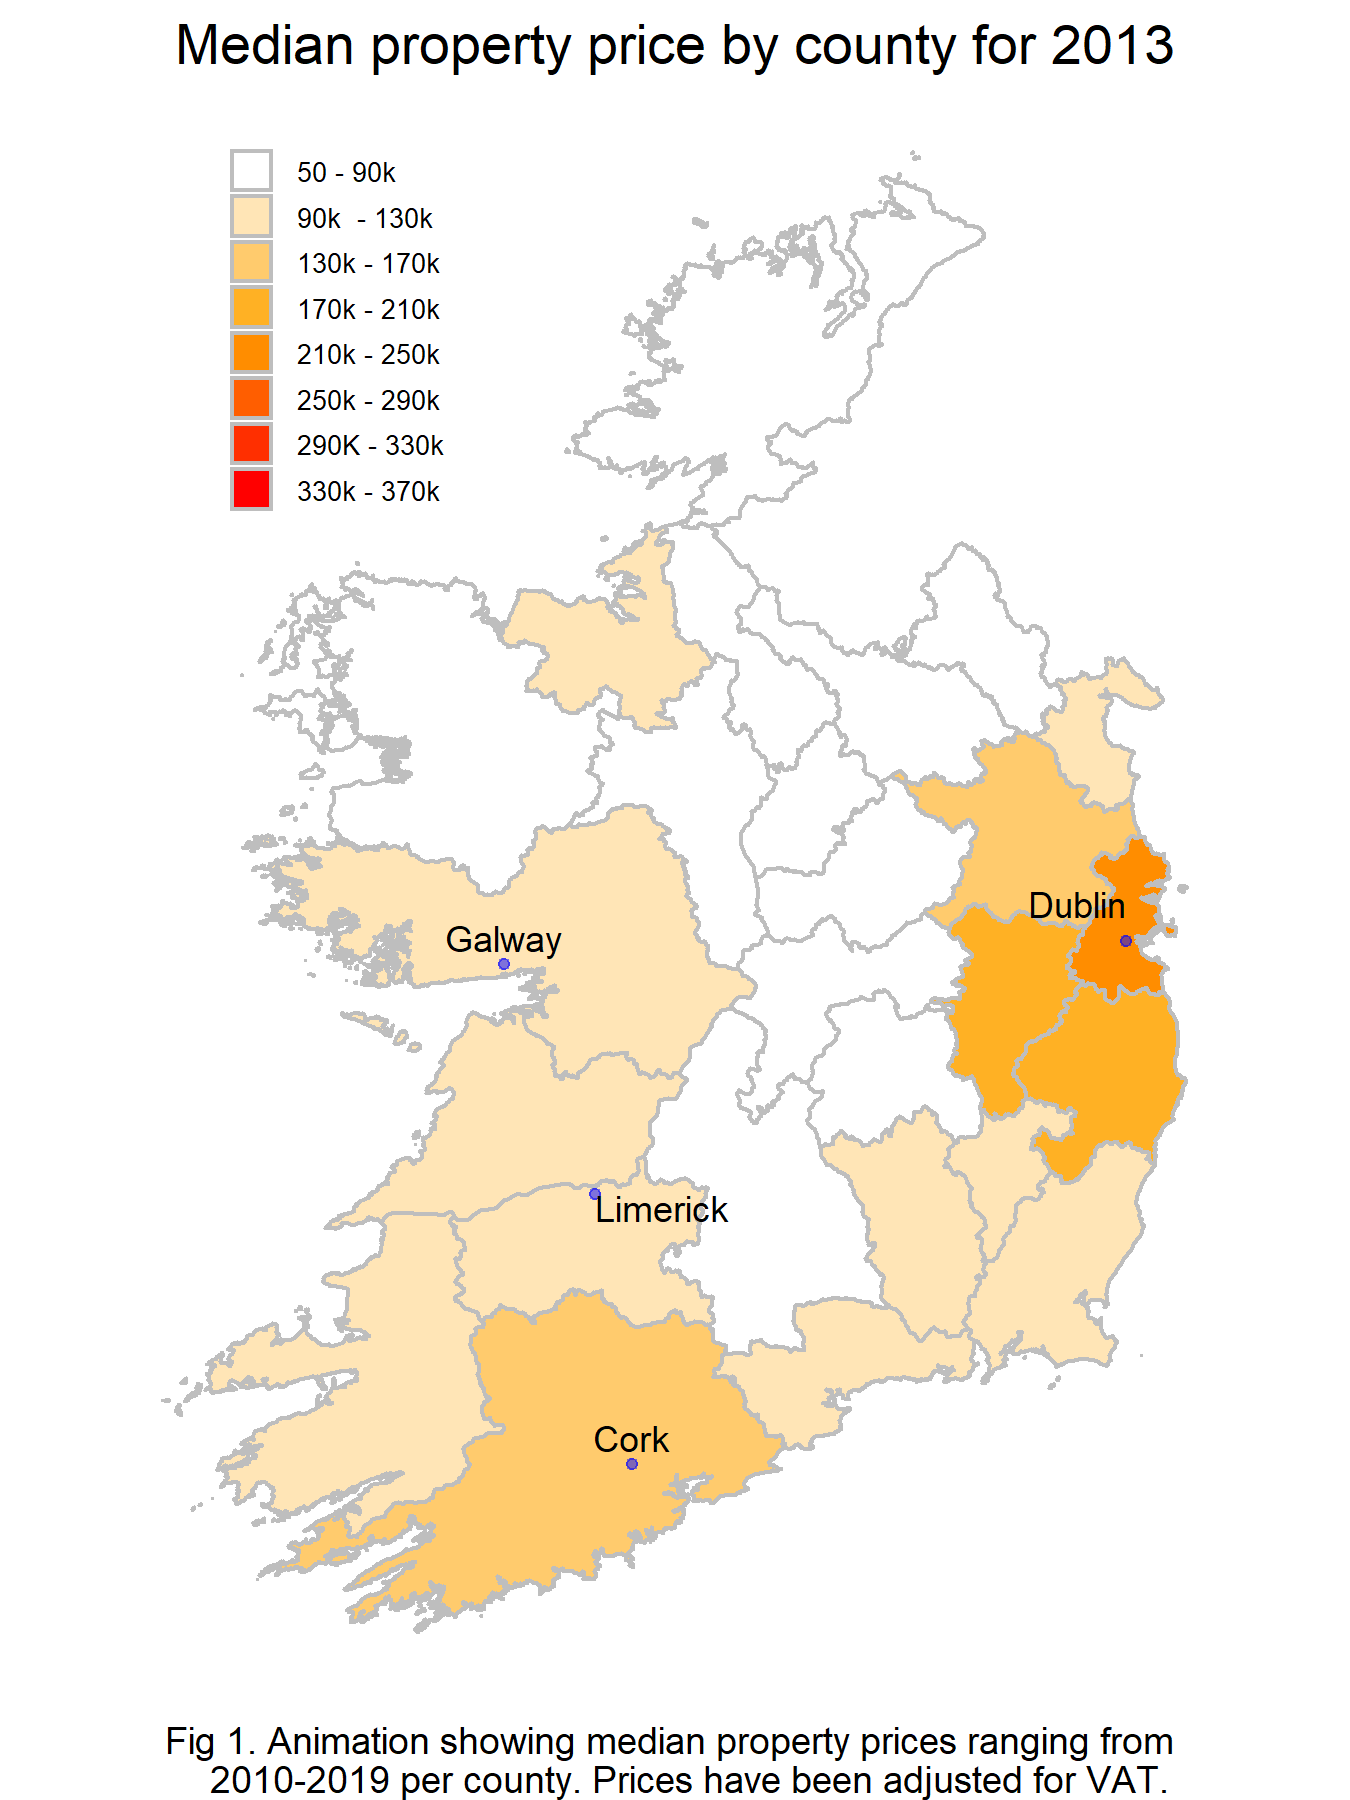 Median property price by county for 2013
50 - 90k
90k  - 130k
130k - 170k
170k - 210k
210k - 250k
250k - 290k
290K - 330k
330k - 370k
Dublin
Galway
Limerick
Cork
Fig 1. Animation showing median property prices ranging from
2010-2019 per county. Prices have been adjusted for VAT.